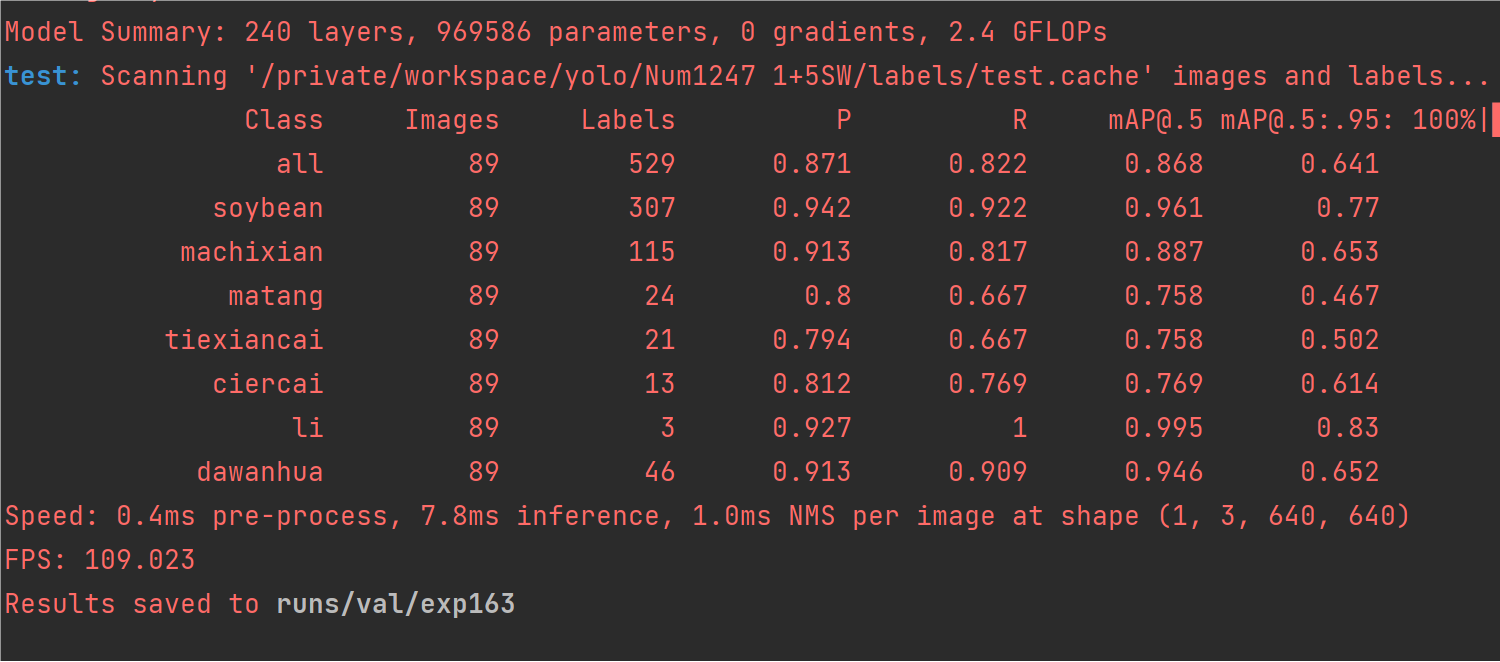 Model Summary: 240 layers, 969586 parameters, 0 gradients, 2.4 GFLOPs
test: Scanning '/private/workspace/yolo/Num1247 1+5SW/labels/test.cache' images and labels...
Class Images Labels P R mAP@.5 mAP@.5:.95: 100%|
all 89 529 0.871 0.822 0.868 0.641
soybean 89 307 0.942 0.922 0.961 0.77
machixian 89 115 0.913 0.817 0.887 0.653
matang 89 24 0.8 0.667 0.758 0.467
tiexiancai 89 21 0.794 0.667 0.758 0.502
ciercai 89 13 0.812 0.769 0.769 0.614
li 89 3 0.927 1 0.995 0.83
dawanhua 89 46 0.913 0.909 0.946 0.652
Speed: 0.4ms pre-process, 7.8ms inference, 1.0ms NMS per image at shape (1, 3, 640, 640)
FPS: 109.023
Results saved to runs/val/exp163